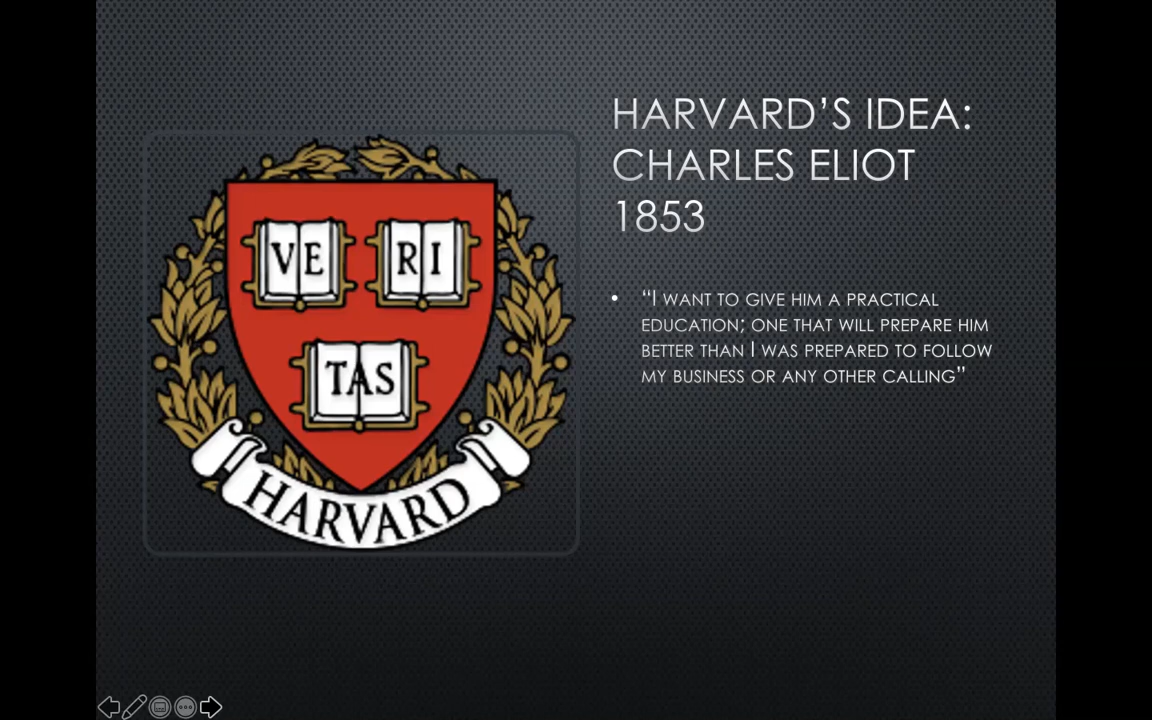 HARVARD'S IDEA:
CHARLES ELIOT
1853
• “I WANT TO GIVE HIM A PRACTICAL
EDUCATION; ONE THAT WILL PREPARE HIM
BETTER THAN I WAS PREPARED TO FOLLOW
MY BUSINESS OR ANY OTHER CALLING”
VE RI
TAS
HARVARD